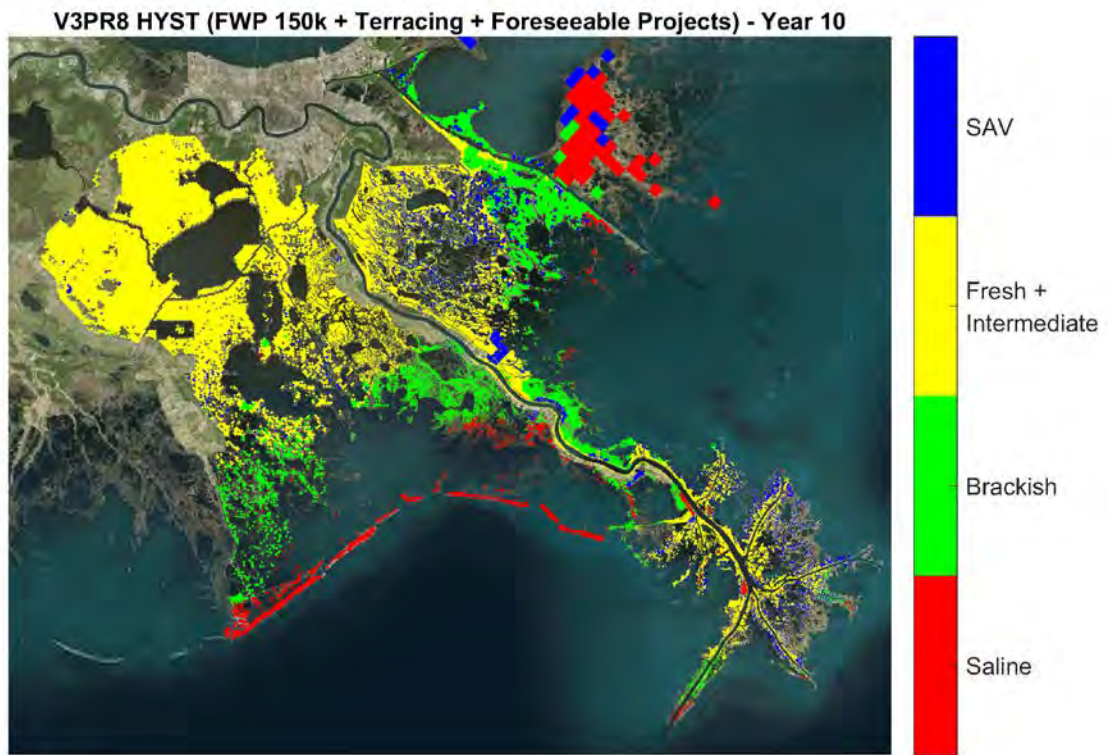 V3PR8 HYST (FWP 150k + Terracing + Foreseeable Projects) - Year 10
SAV
Fresh +
Intermediate
Brackish
Saline